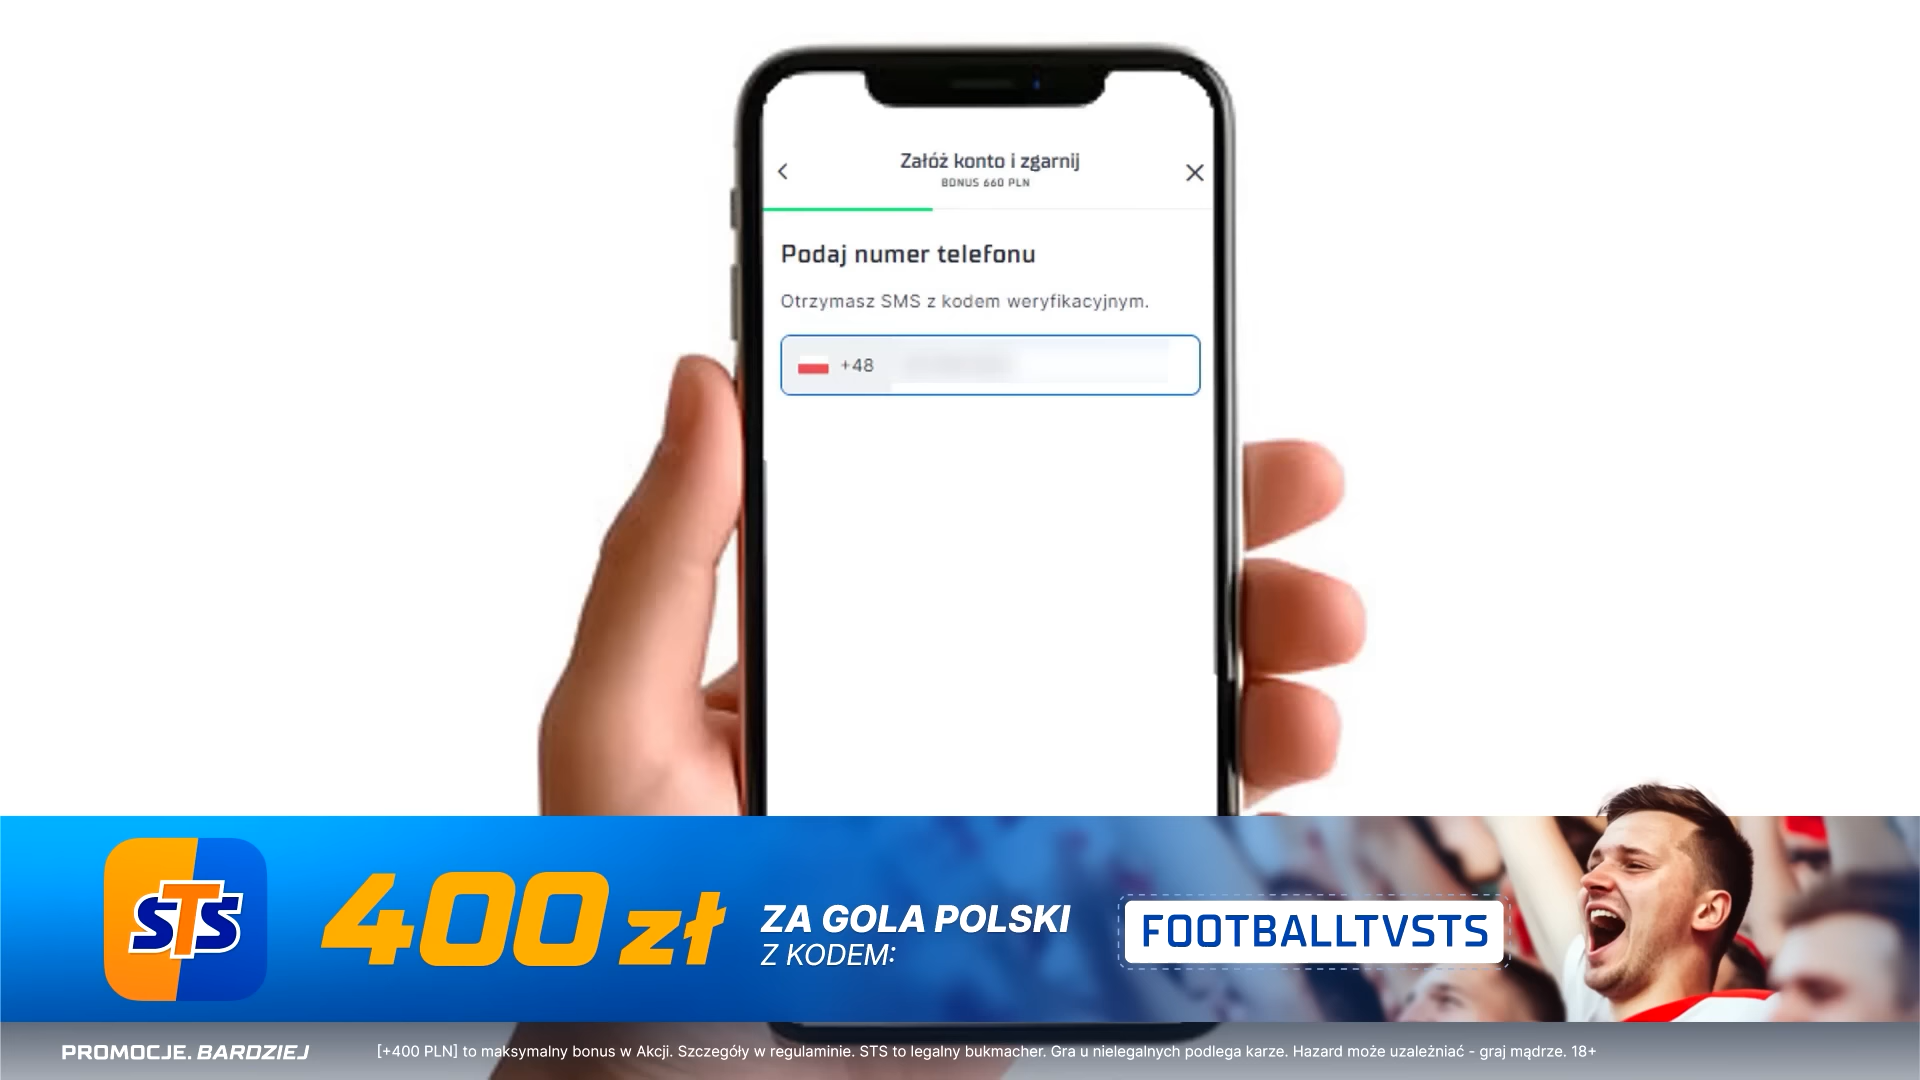 Załóż konto i zgarnij
BONUS 660 PLN
Podaj numer telefonu
Otrzymasz SMS z kodem weryfikacyjnym.
+48
STS
400 zł
ZA GOLA POLSKI
Z KODEM:
FOOTBALLTVSTS
PROMOCJE. BARDZIEJ
[+400 PLN] to maksymalny bonus w Akcji. Szczegóły w regulaminie. STS to legalny bukmacher. Gra u nielegalnych podlega karze. Hazard może uzależniać - graj mądrze. 18+